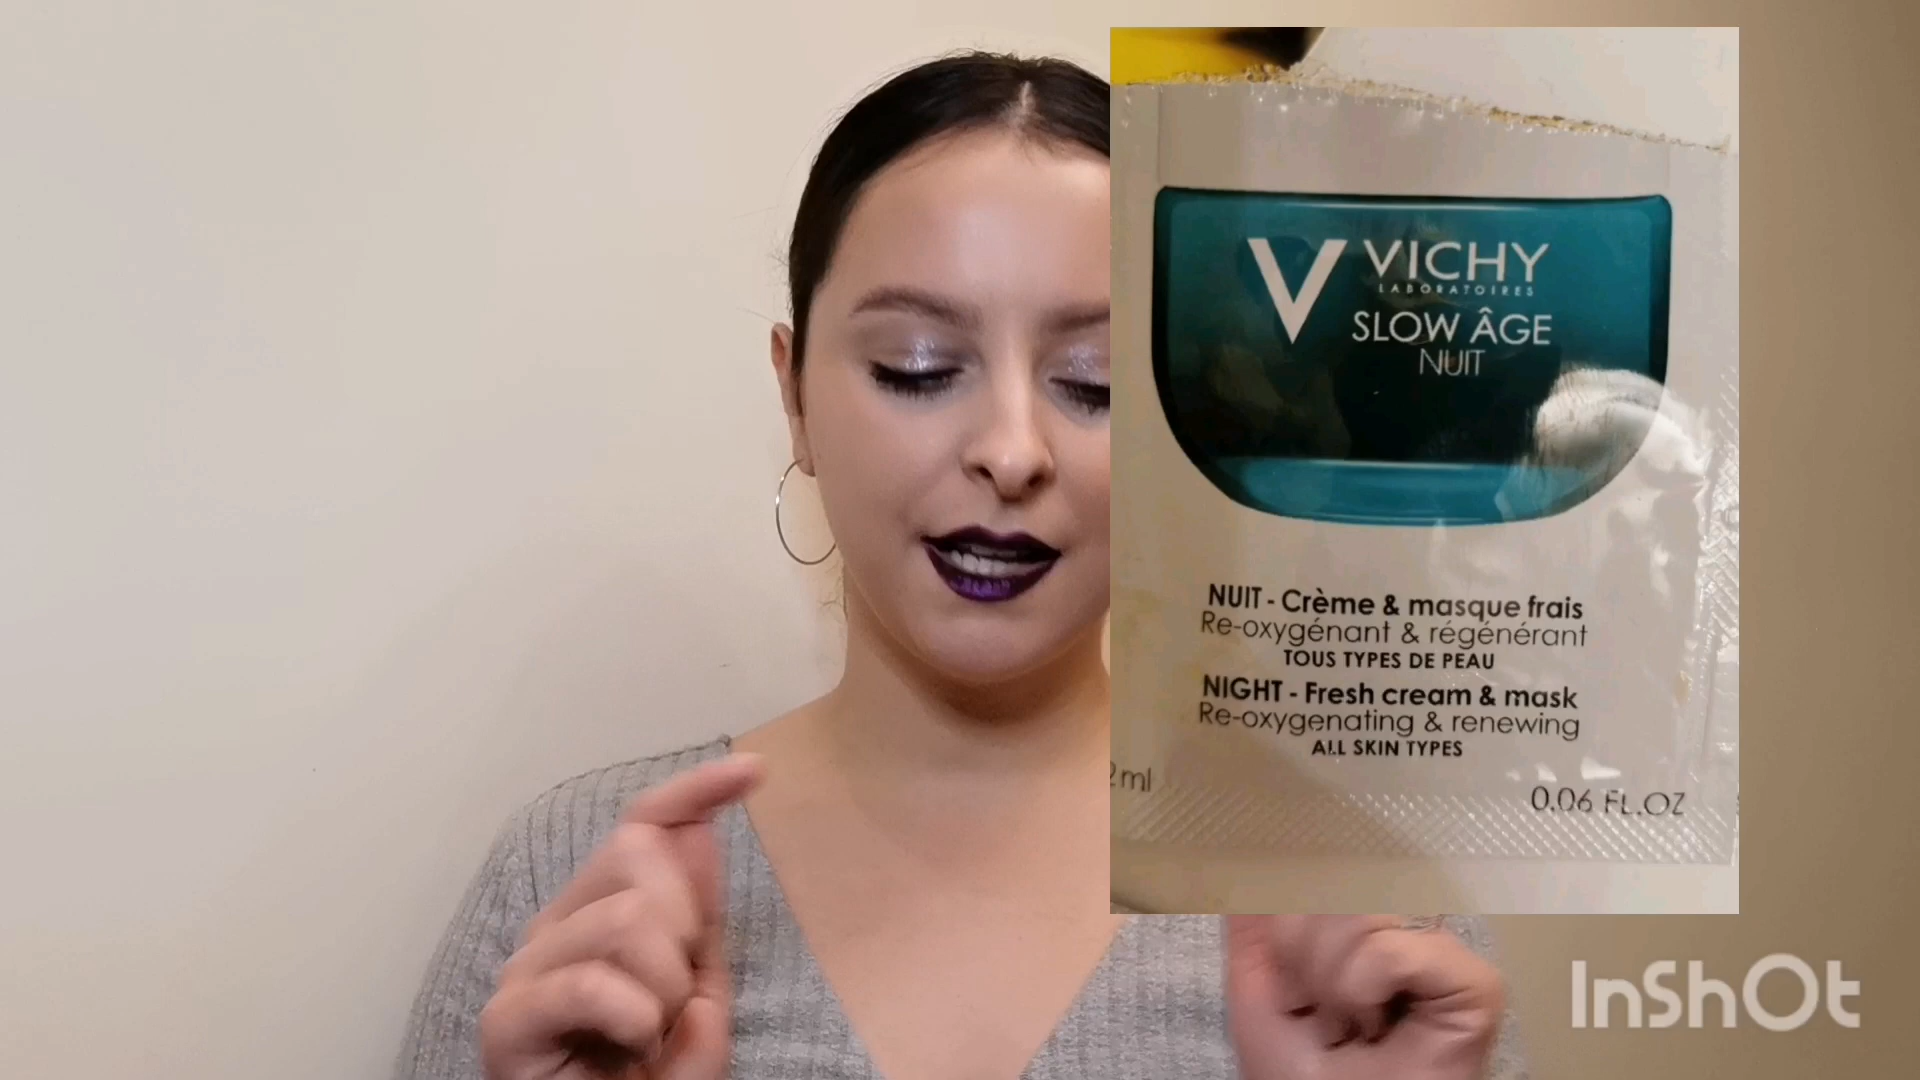 V VICHY
LABORATOIRES
SLOW ÂGE
NUIT
NUIT - Crème & masque frais
Re-oxygénant & régénérant
TOUS TYPES DE PEAU
NIGHT - Fresh cream & mask
Re-oxygenating & renewing
ALL SKIN TYPES
2ml
0.06 FL.OZ
InShOt